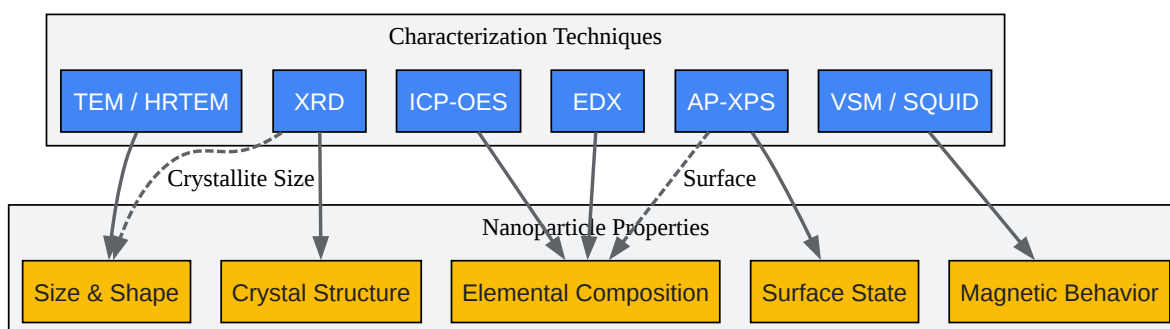 Characterization Techniques
TEM / HRTEM
XRD
ICP-OES
EDX
AP-XPS
VSM / SQUID
Crystallite Size
Surface
Nanoparticle Properties
Size & Shape
Crystal Structure
Elemental Composition
Surface State
Magnetic Behavior